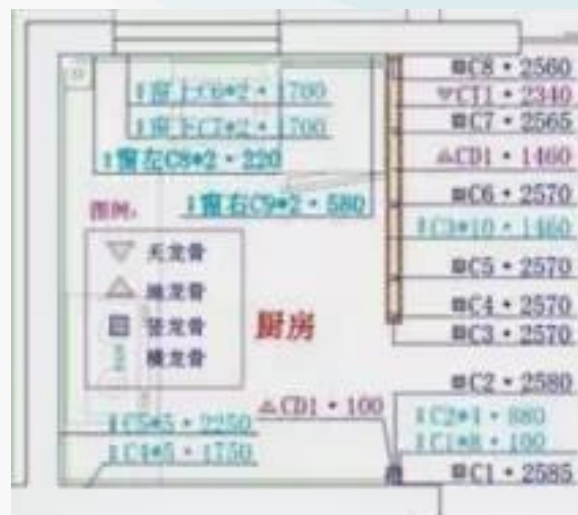 ■C8・2560
▽CT1・2340
■C7・2565
△CD1・1460
■C6・2570
C3*10・1460
■C5・2570
■C4・2570
■C3・2570
■C2・2580
C2*4・880
C1*8・100
■C1・2585
窗上C6*2・1700
窗下C7*2・1700
窗左C8*2・220
窗右C9*2・580
图例:
天龙骨
地龙骨
竖龙骨
横龙骨
厨房
△CD1・100
C5*5・2250
C4*5・1750